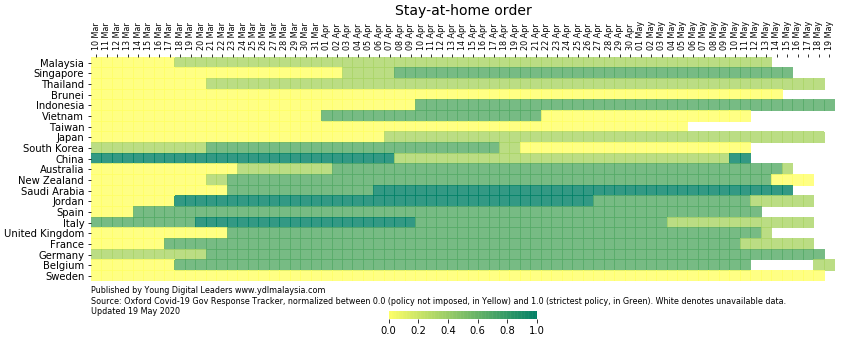 Stay-at-home order
10 Mar
11 Mar
12 Mar
13 Mar
14 Mar
15 Mar
16 Mar
17 Mar
18 Mar
19 Mar
20 Mar
21 Mar
22 Mar
23 Mar
24 Mar
25 Mar
26 Mar
27 Mar
28 Mar
29 Mar
30 Mar
31 Mar
01 Apr
02 Apr
03 Apr
04 Apr
05 Apr
06 Apr
07 Apr
08 Apr
09 Apr
10 Apr
11 Apr
12 Apr
13 Apr
14 Apr
15 Apr
16 Apr
17 Apr
18 Apr
19 Apr
20 Apr
21 Apr
22 Apr
23 Apr
24 Apr
25 Apr
26 Apr
27 Apr
28 Apr
29 Apr
30 Apr
01 May
02 May
03 May
04 May
05 May
06 May
07 May
08 May
09 May
10 May
11 May
12 May
13 May
14 May
15 May
16 May
17 May
18 May
19 May
Malaysia
Singapore
Thailand
Brunei
Indonesia
Vietnam
Taiwan
Japan
South Korea
China
Australia
New Zealand
Saudi Arabia
Jordan
Spain
Italy
United Kingdom
France
Germany
Belgium
Sweden
Published by Young Digital Leaders www.ydlmalaysia.com
Source: Oxford Covid-19 Gov Response Tracker, normalized between 0.0 (policy not imposed, in Yellow) and 1.0 (strictest policy, in Green). White denotes unavailable data.
Updated 19 May 2020
0.0 0.2 0.4 0.6 0.8 1.0